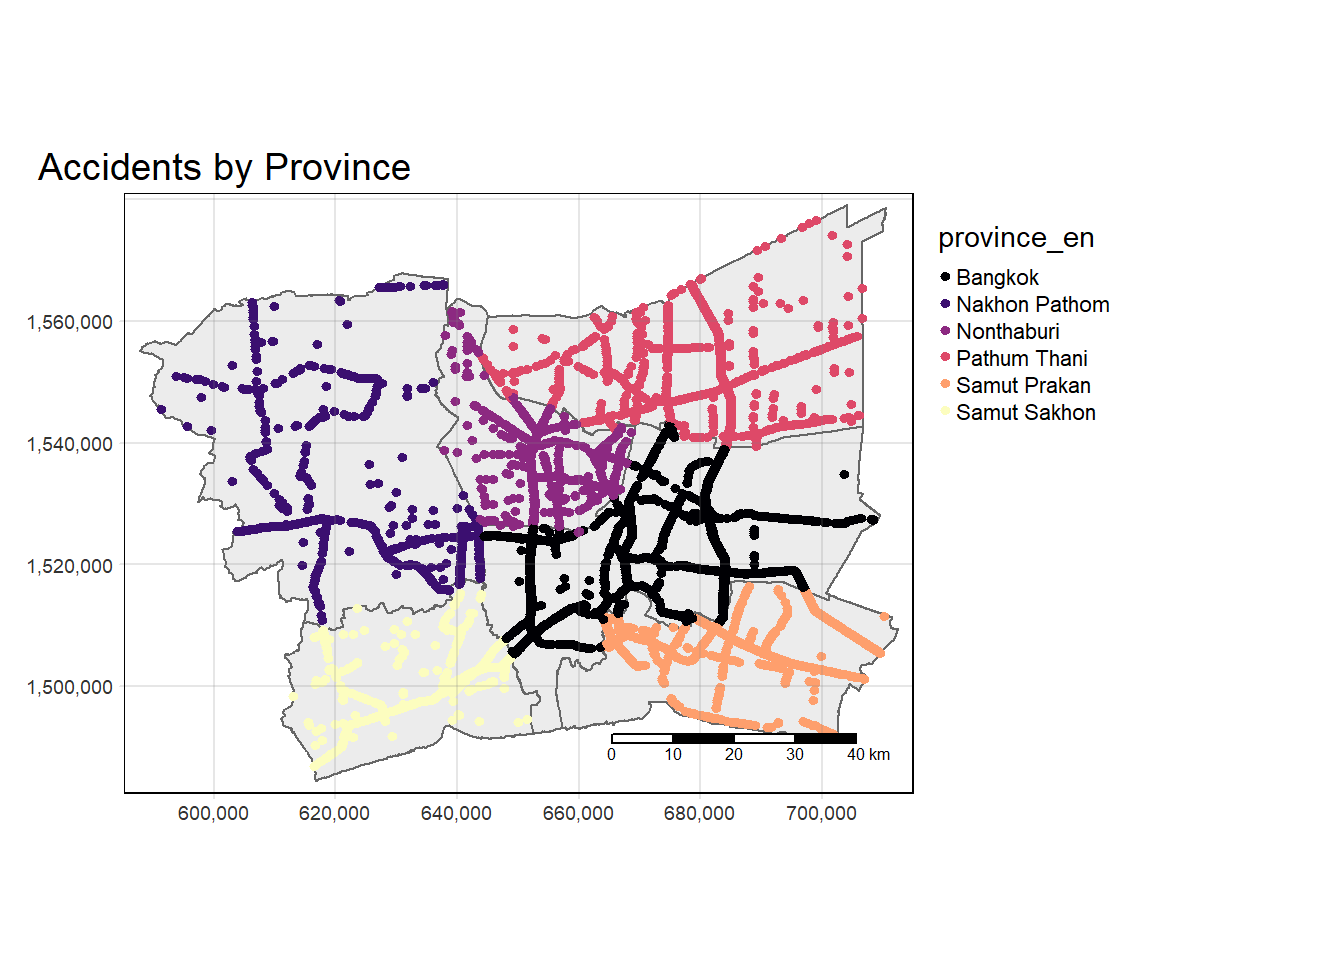 Accidents by Province
province_en
Bangkok
Nakhon Pathom
Nonthaburi
Pathum Thani
Samut Prakan
Samut Sakhon
1,560,000
1,540,000
1,520,000
1,500,000
0 10 20 30 40 km
600,000 620,000 640,000 660,000 680,000 700,000